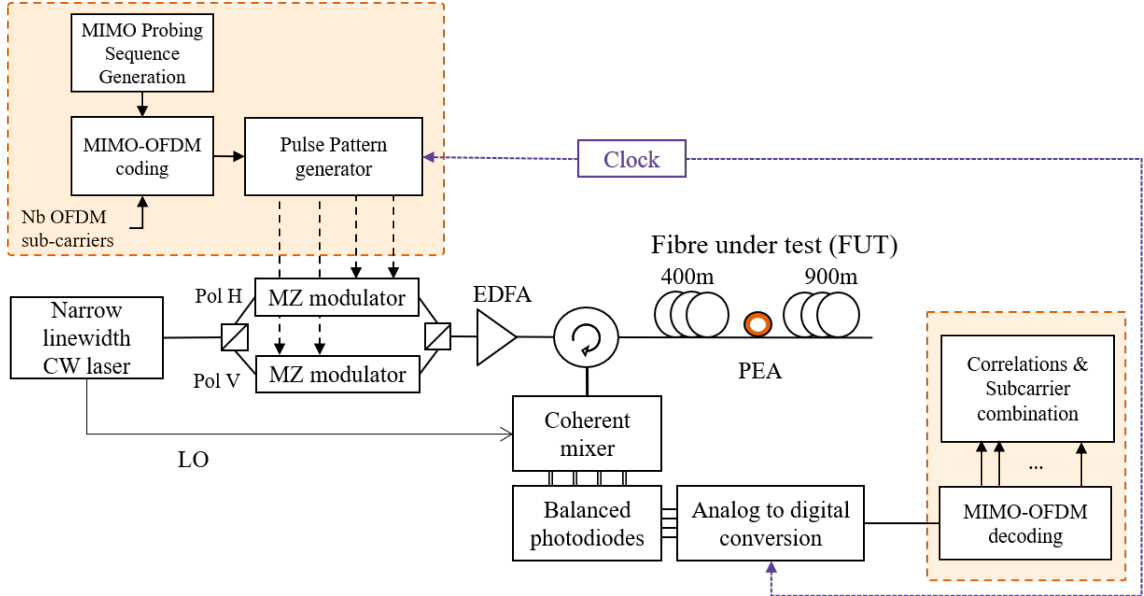 MIMO Probing
Sequence
Generation
MIMO-OFDM
coding
Pulse Pattern
generator
Clock
Nb OFDM
sub-carriers
Fibre under test (FUT)
400m
900m
Pol H
MZ modulator
EDFA
Narrow
linewidth
CW laser
Pol V
MZ modulator
PEA
Correlations &
Subcarrier
combination
Coherent
mixer
LO
...
Balanced
photodiodes
Analog to digital
conversion
MIMO-OFDM
decoding